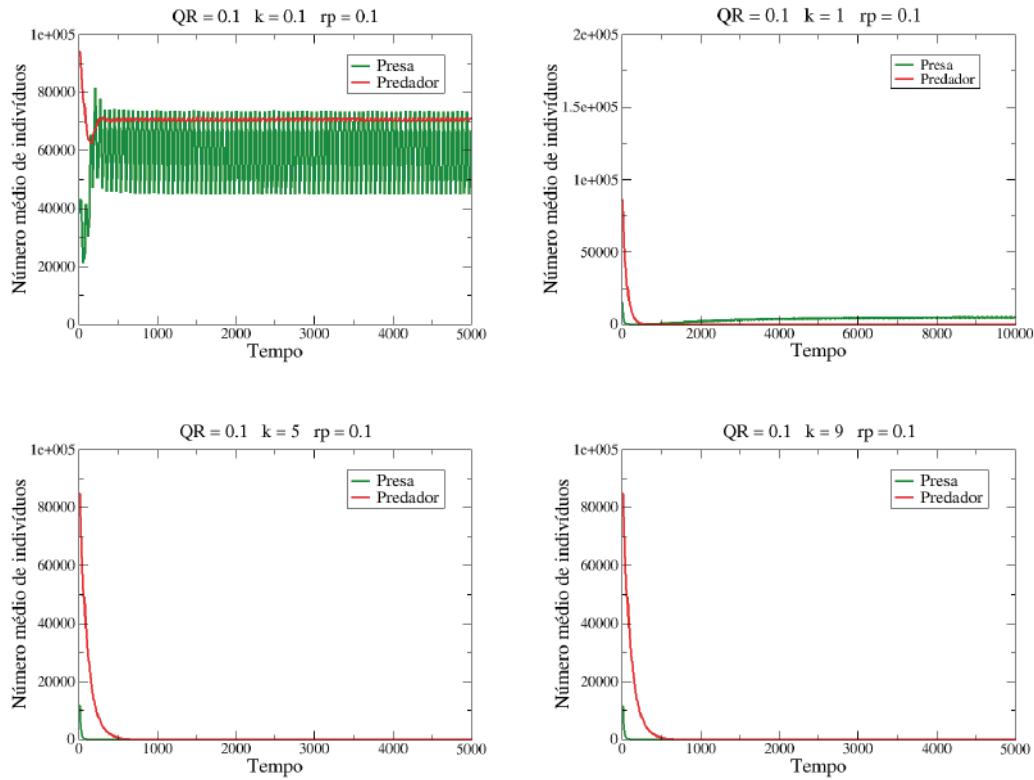 QR = 0.1 k = 0.1 rp = 0.1
1e+005
80000
60000
40000
20000
0
Número médio de indivíduos
Presa
Predador
0 1000 2000 3000 4000 5000
Tempo
QR = 0.1 k = 1 rp = 0.1
2e+005
1.5e+005
1e+005
50000
0
Número médio de indivíduos
Presa
Predador
0 2000 4000 6000 8000 10000
Tempo
QR = 0.1 k = 5 rp = 0.1
1e+005
80000
60000
40000
20000
0
Número médio de indivíduos
Presa
Predador
0 1000 2000 3000 4000 5000
Tempo
QR = 0.1 k = 9 rp = 0.1
1e+005
80000
60000
40000
20000
0
Número médio de indivíduos
Presa
Predador
0 1000 2000 3000 4000 5000
Tempo